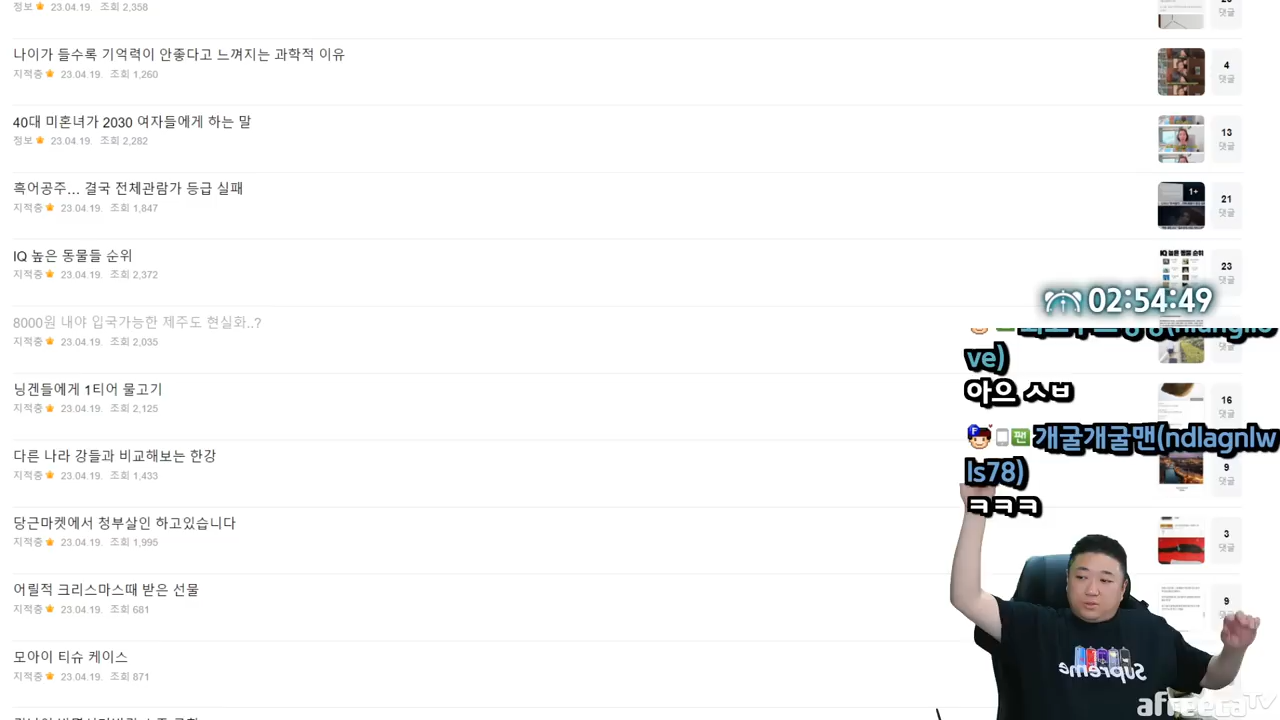 정보 23.04.19. 조회 2,358
댓글
나이가 들수록 기억력이 안좋다고 느껴지는 과학적 이유
지적중 23.04.19. 조회 1,260
4
댓글
40대 미혼녀가 2030 여자들에게 하는 말
정보 23.04.19. 조회 2,282
13
댓글
흑어공주... 결국 전체관람가 등급 실패
지적중 23.04.19. 조회 1,847
1+
21
댓글
IQ 높은 동물들 순위
지적중 23.04.19. 조회 2,372
IQ 높은 동물 순위
23
댓글
02:54:49
8000원 내야 입국가능한 제주도 현실화..?
지적중 23.04.19. 조회 2,035
ve)
아으 ㅅㅂ
닝겐들에게 1티어 물고기
지적중 23.04.19. 조회 2,125
16
댓글
F 팬 개굴개굴맨(ndlagnlw
ls78)
ㅋㅋㅋ
다른 나라 강들과 비교해보는 한강
지적중 23.04.19. 조회 1,433
9
댓글
당근마켓에서 청부살인 하고있습니다
지적중 23.04.19. 조회 1,995
3
댓글
어릴적 크리스마스때 받은 선물
지적중 23.04.19. 조회 681
9
댓글
모아이 티슈 케이스
지적중 23.04.19. 조회 871
Supreme
afreecaTV